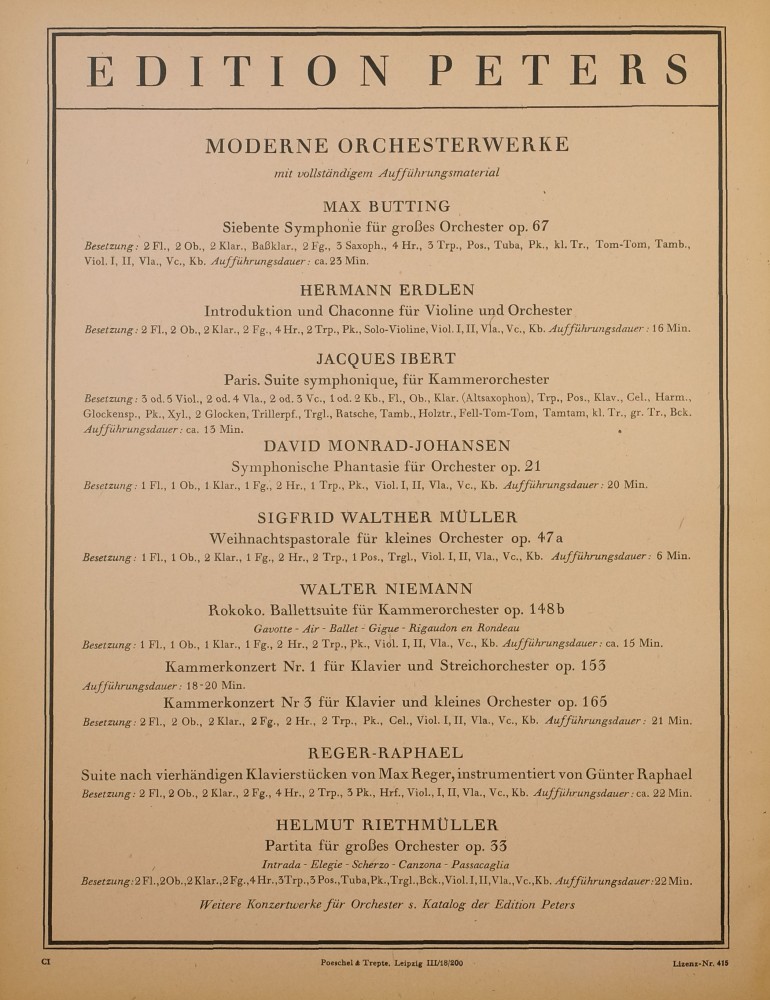 EDITION PETERS
MODERNE ORCHESTERWERKE
mit vollständigem Aufführungsmaterial
MAX BUTTING
Siebente Symphonie für großes Orchester op. 67
Besetzung: 2 Fl., 2 Ob., 2 Klar., Baßklar., 2 Fg., 3 Saxoph., 4 Hr., 3 Trp., Pos., Tuba, Pk., kl. Tr., Tom-Tom, Tamb.,
Viol. I, II, Vla., Vc., Kb. Aufführungsdauer: ca. 23 Min.
HERMANN ERDLEN
Introduktion und Chaconne für Violine und Orchester
Besetzung: 2 Fl., 2 Ob., 2 Klar., 2 Fg., 4 Hr., 2 Trp., Pk., Solo-Violine, Viol. I, II, Vla., Vc., Kb. Aufführungsdauer: 16 Min.
JACQUES IBERT
Paris. Suite symphonique, für Kammerorchester
Besetzung: 3 od. 5 Viol., 2 od. 4 Vla., 2 od. 3 Vc., 1 od. 2 Kb., Fl., Ob., Klar. (Altsaxophon), Trp., Pos., Klav., Cel., Harm.,
Glockensp., Pk., Xyl., 2 Glocken, Trillerpf., Trgl., Ratsche, Tamb., Holztr., Fell-Tom-Tom, Tamtam, kl. Tr., gr. Tr., Bck.
Aufführungsdauer: ca. 13 Min.
DAVID MONRAD-JOHANSEN
Symphonische Phantasie für Orchester op. 21
Besetzung: 1 Fl., 1 Ob., 1 Klar., 1 Fg., 2 Hr., 1 Trp., Pk., Viol. I, II, Vla., Vc., Kb. Aufführungsdauer: 20 Min.
SIGFRID WALTHER MÜLLER
Weihnachtspastorale für kleines Orchester op. 47a
Besetzung: 1 Fl., 1 Ob., 2 Klar., 1 Fg., 2 Hr., 2 Trp., 1 Pos., Trgl., Viol. I, II, Vla., Vc., Kb. Aufführungsdauer: 6 Min.
WALTER NIEMANN
Rokoko. Ballettsuite für Kammerorchester op. 148b
Gavotte - Air - Ballet - Gigue - Rigaudon en Rondeau
Besetzung: 1 Fl., 1 Ob., 1 Klar., 1 Fg., 2 Hr., 2 Trp., Pk., Viol. I, II, Vla., Vc., Kb. Aufführungsdauer: ca. 15 Min.
Kammerkonzert Nr. 1 für Klavier und Streichorchester op. 153
Aufführungsdauer: 18-20 Min.
Kammerkonzert Nr 3 für Klavier und kleines Orchester op. 165
Besetzung: 2 Fl., 2 Ob., 2 Klar., 2 Fg., 2 Hr., 2 Trp., Pk., Cel., Viol. I, II, Vla., Vc., Kb. Aufführungsdauer: 21 Min.
REGER-RAPHAEL
Suite nach vierhändigen Klavierstücken von Max Reger, instrumentiert von Günter Raphael
Besetzung: 2 Fl., 2 Ob., 2 Klar., 2 Fg., 4 Hr., 2 Trp., 3 Pk., Hrf., Viol., I, II, Vla., Vc., Kb. Aufführungsdauer: ca. 22 Min.
HELMUT RIETHMÜLLER
Partita für großes Orchester op. 33
Intrada - Elegie - Scherzo - Canzona - Passacaglia
Besetzung: 2 Fl., 2 Ob., 2 Klar., 2 Fg., 4 Hr., 3 Trp., 3 Pos., Tuba, Pk., Trgl., Bck., Viol. I, II, Vla., Vc., Kb. Aufführungsdauer: 22 Min.
Weitere Konzertwerke für Orchester s. Katalog der Edition Peters
CI Poeschel & Trepte, Leipzig III/18/200 Lizenz-Nr. 415